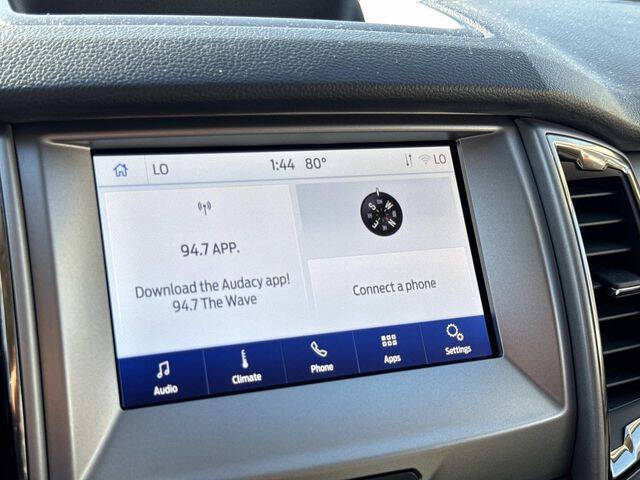 LO 1:44 80° LO
94.7 APP.
Download the Audacy app!
94.7 The Wave
S W
E N
Connect a phone
Audio Climate Phone Apps Settings